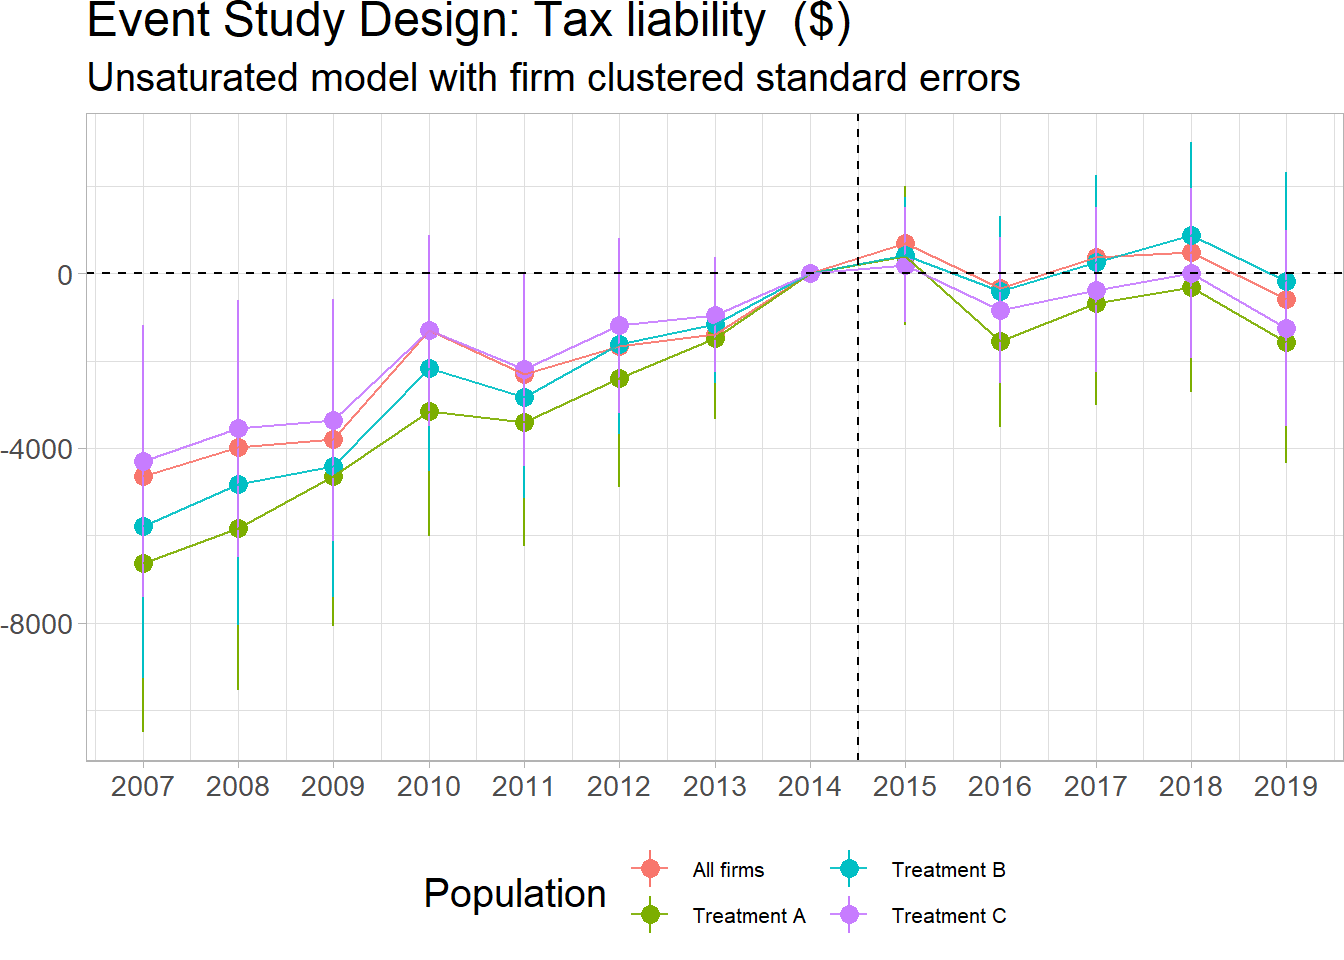 Event Study Design: Tax liability  ($)
Unsaturated model with firm clustered standard errors
0
-4000
-8000
2007 2008 2009 2010 2011 2012 2013 2014 2015 2016 2017 2018 2019
Population
All firms
Treatment A
Treatment B
Treatment C